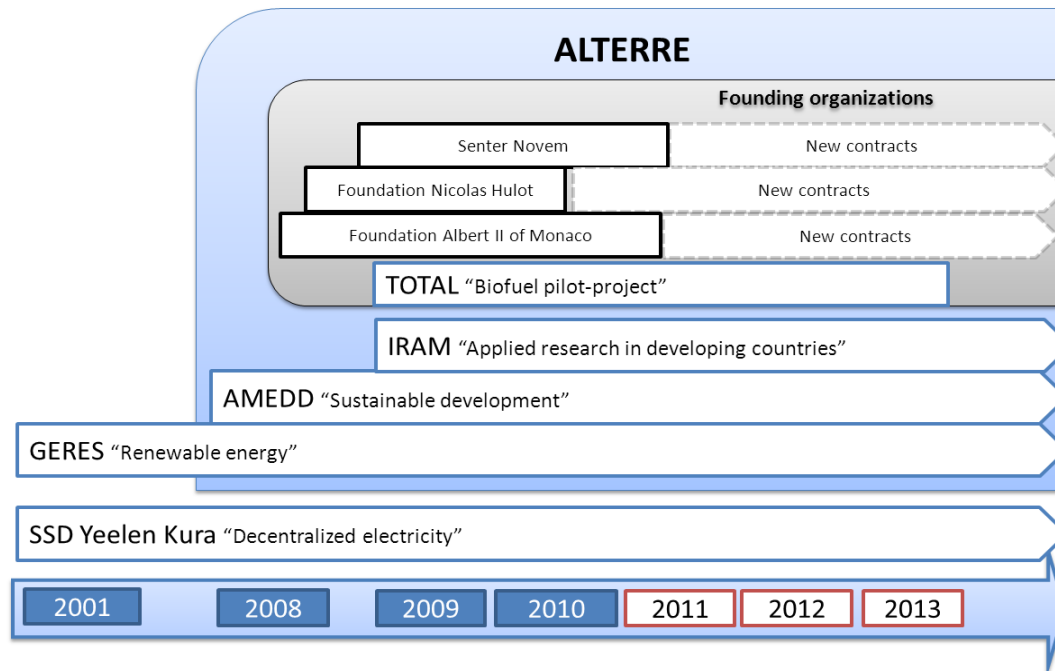 ALTERRE
Founding organizations
Senter Novem New contracts
Foundation Nicolas Hulot New contracts
Foundation Albert II of Monaco New contracts
TOTAL “Biofuel pilot-project”
IRAM “Applied research in developing countries”
AMEDD “Sustainable development”
GERES “Renewable energy”
SSD Yeelen Kura “Decentralized electricity”
2001 2008 2009 2010 2011 2012 2013